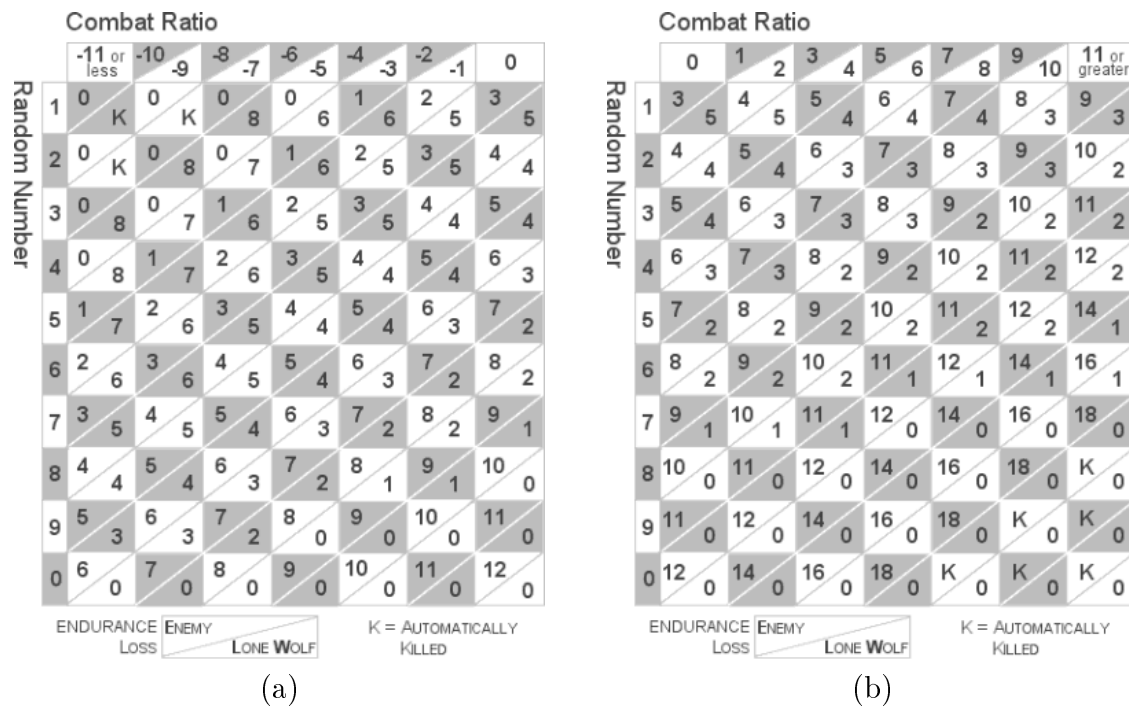 Combat Ratio
-11 or less -10 -9 -8 -7 -6 -5 -4 -3 -2 -1 0
Random Number
1 0 K 0 K 0 8 0 6 1 6 2 5 3 5
2 0 K 0 8 0 7 1 6 2 5 3 5 4 4
3 0 8 0 7 1 6 2 5 3 5 4 4 5 4
4 0 8 1 7 2 6 3 5 4 4 5 4 6 3
5 1 7 2 6 3 5 4 4 5 4 6 3 7 2
6 2 6 3 6 4 5 5 4 6 3 7 2 8 2
7 3 5 4 5 5 4 6 3 7 2 8 2 9 1
8 4 4 5 4 6 3 7 2 8 1 9 1 10 0
9 5 3 6 3 7 2 8 0 9 0 10 0 11 0
0 6 0 7 0 8 0 9 0 10 0 11 0 12 0
ENDURANCE LOSS
ENEMY
LONE WOLF
K = AUTOMATICALLY KILLED
(a)
Combat Ratio
0 1 2 3 4 5 6 7 8 9 10 11 or greater
Random Number
1 3 5 4 5 5 4 6 4 7 4 8 3 9 3
2 4 4 5 4 6 3 7 3 8 3 9 3 10 2
3 5 4 6 3 7 3 8 3 9 2 10 2 11 2
4 6 3 7 3 8 2 9 2 10 2 11 2 12 2
5 7 2 8 2 9 2 10 2 11 2 12 2 14 1
6 8 2 9 2 10 2 11 1 12 1 14 1 16 1
7 9 1 10 1 11 1 12 0 14 0 16 0 18 0
8 10 0 11 0 12 0 14 0 16 0 18 0 K 0
9 11 0 12 0 14 0 16 0 18 0 K 0 K 0
0 12 0 14 0 16 0 18 0 K 0 K 0 K 0
ENDURANCE LOSS
ENEMY
LONE WOLF
K = AUTOMATICALLY KILLED
(b)